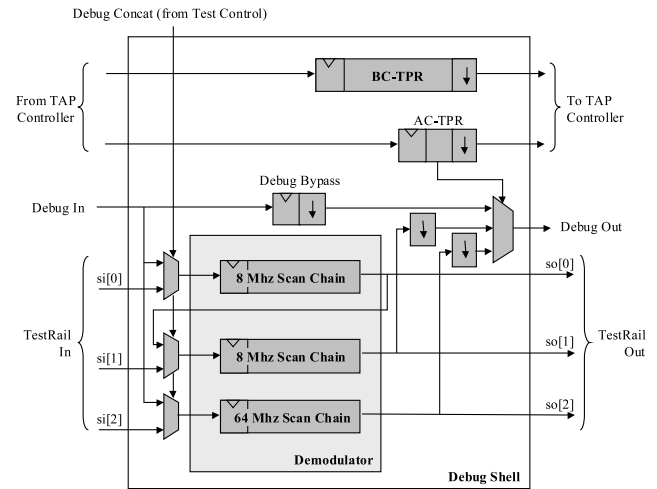 Debug Concat (from Test Control)
BC-TPR
From TAP
Controller
To TAP
Controller
AC-TPR
Debug Bypass
Debug In
Debug Out
si[0]
8 Mhz Scan Chain
so[0]
TestRail
In
si[1]
8 Mhz Scan Chain
so[1]
TestRail
Out
si[2]
64 Mhz Scan Chain
so[2]
Demodulator
Debug Shell